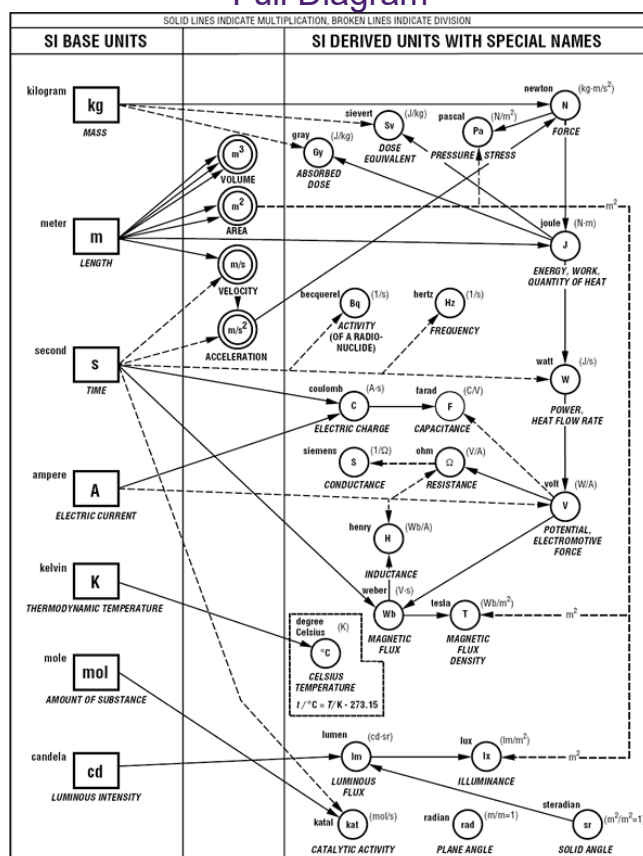 Full Diagram
SOLID LINES INDICATE MULTIPLICATION, BROKEN LINES INDICATE DIVISION
SI BASE UNITS
SI DERIVED UNITS WITH SPECIAL NAMES
kilogram
kg
MASS
newton (kg·m/s²)
N
FORCE
sievert (J/kg)
Sv
DOSE
EQUIVALENT
pascal (N/m²)
Pa
PRESSURE STRESS
gray (J/kg)
Gy
ABSORBED
DOSE
m³
VOLUME
meter
m
LENGTH
m²
AREA
m²
joule (N·m)
J
ENERGY, WORK,
QUANTITY OF HEAT
m/s
VELOCITY
m/s²
ACCELERATION
becquerel (1/s)
Bq
ACTIVITY
(OF A RADIO-
NUCLIDE)
hertz (1/s)
Hz
FREQUENCY
second
s
TIME
watt (J/s)
W
POWER,
HEAT FLOW RATE
coulomb (A·s)
C
ELECTRIC CHARGE
farad (C/V)
F
CAPACITANCE
siemens (1/Ω)
S
CONDUCTANCE
ohm (V/A)
Ω
RESISTANCE
ampere
A
ELECTRIC CURRENT
volt (W/A)
V
POTENTIAL,
ELECTROMOTIVE
FORCE
henry (Wb/A)
H
INDUCTANCE
kelvin
K
THERMODYNAMIC TEMPERATURE
weber (V·s)
Wb
MAGNETIC
FLUX
tesla (Wb/m²)
T
MAGNETIC
FLUX
DENSITY
m²
degree
Celsius (K)
°C
CELSIUS
TEMPERATURE
t/°C = T/K - 273.15
mole
mol
AMOUNT OF SUBSTANCE
candela
cd
LUMINOUS INTENSITY
lumen (cd·sr)
lm
LUMINOUS
FLUX
lux (lm/m²)
lx
ILLUMINANCE
m²
katal (mol/s)
kat
CATALYTIC ACTIVITY
radian (m/m=1)
rad
PLANE ANGLE
steradian (m²/m²=1)
sr
SOLID ANGLE